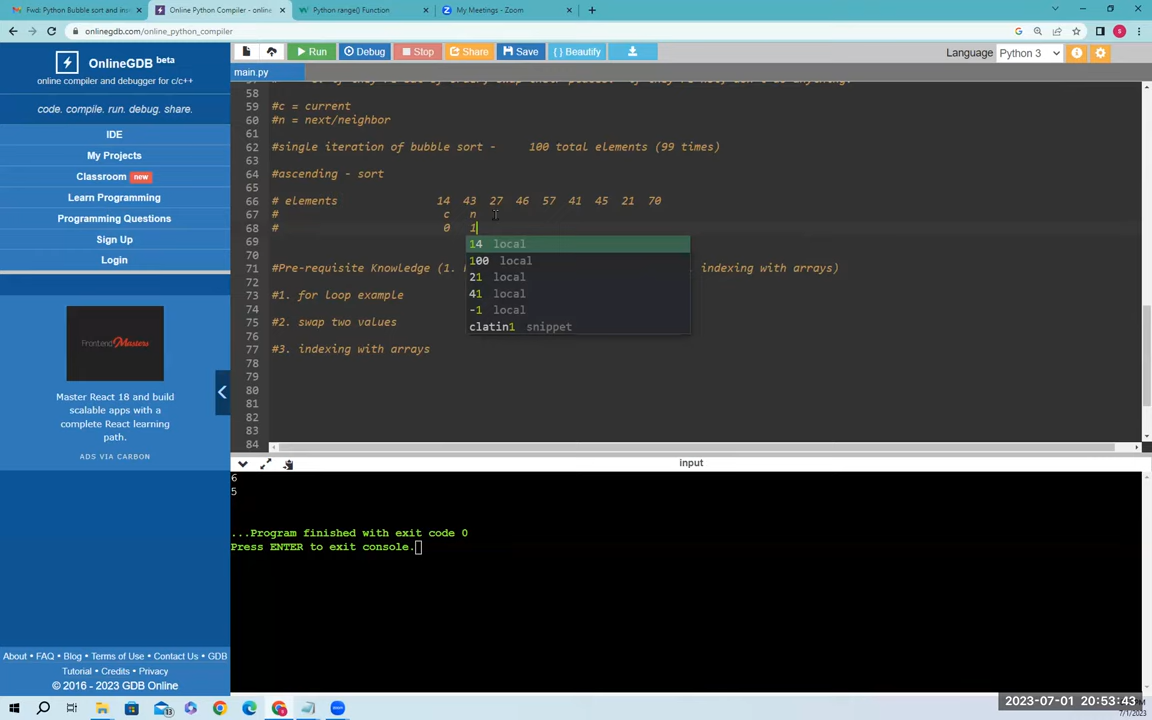 Fwd: Python Bubble sort and ins
Online Python Compiler - online
Python range() Function
My Meetings - Zoom
onlinegdb.com/online_python_compiler
OnlineGDB beta
online compiler and debugger for c/c++
code. compile. run. debug. share.
IDE
My Projects
Classroom new
Learn Programming
Programming Questions
Sign Up
Login
Frontend Masters
Master React 18 and build
scalable apps with a
complete React learning
path.
ADS VIA CARBON
About • FAQ • Blog • Terms of Use • Contact Us • GDB
Tutorial • Credits • Privacy
© 2016 - 2023 GDB Online
Run Debug Stop Share Save { } Beautify
Language Python 3
main.py
58
59 #c = current
60 #n = next/neighbor
61
62 #single iteration of bubble sort - 100 total elements (99 times)
63
64 #ascending - sort
65
66 # elements 14 43 27 46 57 41 45 21 70
67 # c n
68 # 0 1
69
70
71 #Pre-requisite Knowledge (1. indexing with arrays)
72
73 #1. for loop example
74
75 #2. swap two values
76
77 #3. indexing with arrays
78
79
80
81
82
83
84
14 local
100 local
21 local
41 local
-1 local
clatin1 snippet
input
6
5
...Program finished with exit code 0
Press ENTER to exit console.
2023-07-01 20:53:43
7/1/2023